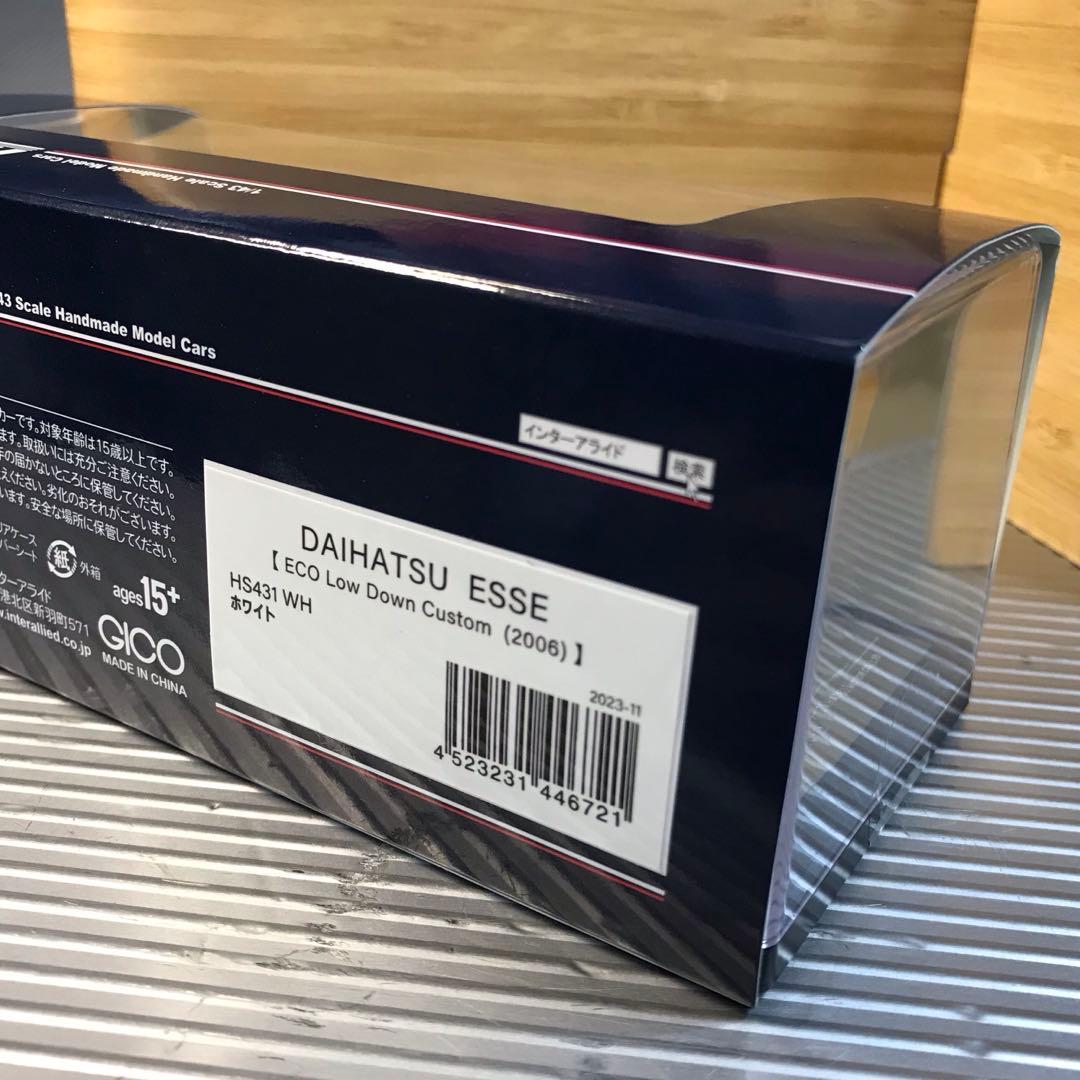 1/43 Scale Handmade Model Cars
43 Scale Handmade Model Cars
インターアライド 検索
カーです。対象年齢は15歳以上です。
ます。取扱いには充分ご注意ください。
手の届かないところに保管してください。
えください。劣化のおそれがございます。
います。安全な場所に保管してください。
リアケース
バーシート
紙 外箱
ages15+
ターアライド
港北区新羽町571
w.interallied.co.jp
GICO
MADE IN CHINA
DAIHATSU ESSE
【 ECO Low Down Custom (2006) 】
HS431 WH
ホワイト
2023-11
4 523231 446721